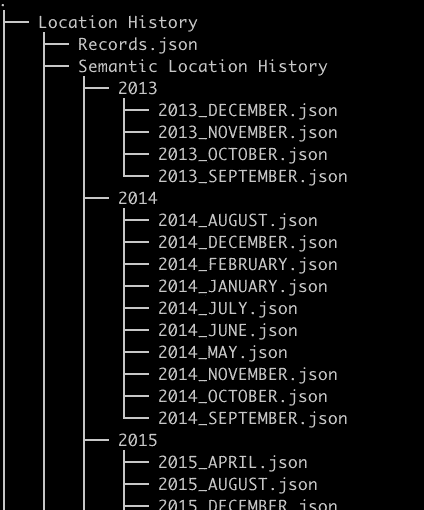 .
Location History
Records.json
Semantic Location History
2013
2013_DECEMBER.json
2013_NOVEMBER.json
2013_OCTOBER.json
2013_SEPTEMBER.json
2014
2014_AUGUST.json
2014_DECEMBER.json
2014_FEBRUARY.json
2014_JANUARY.json
2014_JULY.json
2014_JUNE.json
2014_MAY.json
2014_NOVEMBER.json
2014_OCTOBER.json
2014_SEPTEMBER.json
2015
2015_APRIL.json
2015_AUGUST.json
2015_DECEMBER.json